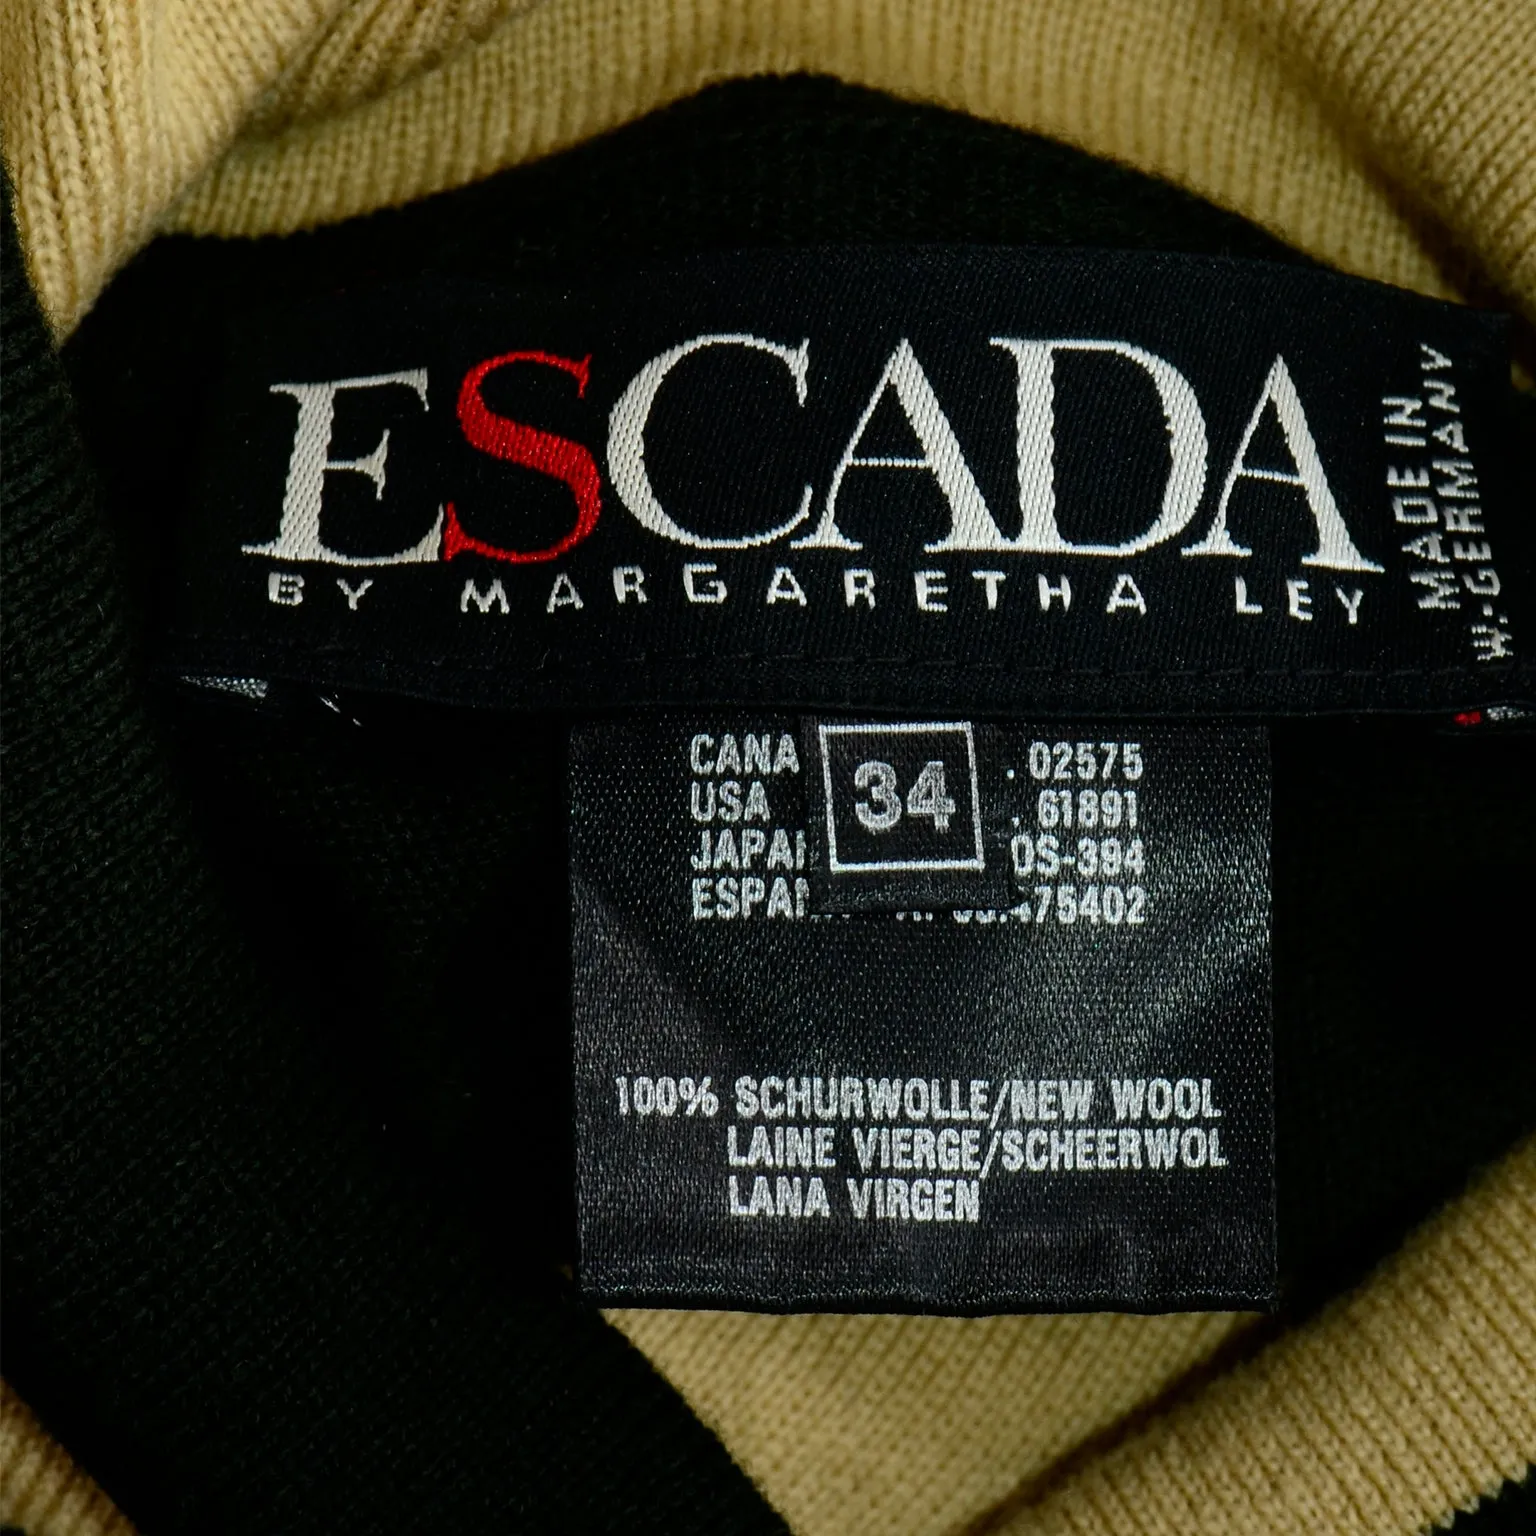 ESCADA
BY MARGARETHA LEY
MADE IN
W.-GERMANY
34
CANA . 02575
USA . 61891
JAPA OS-394
ESPA 475402
100% SCHURWOLLE/NEW WOOL
LAINE VIERGE/SCHEERWOL
LANA VIRGEN